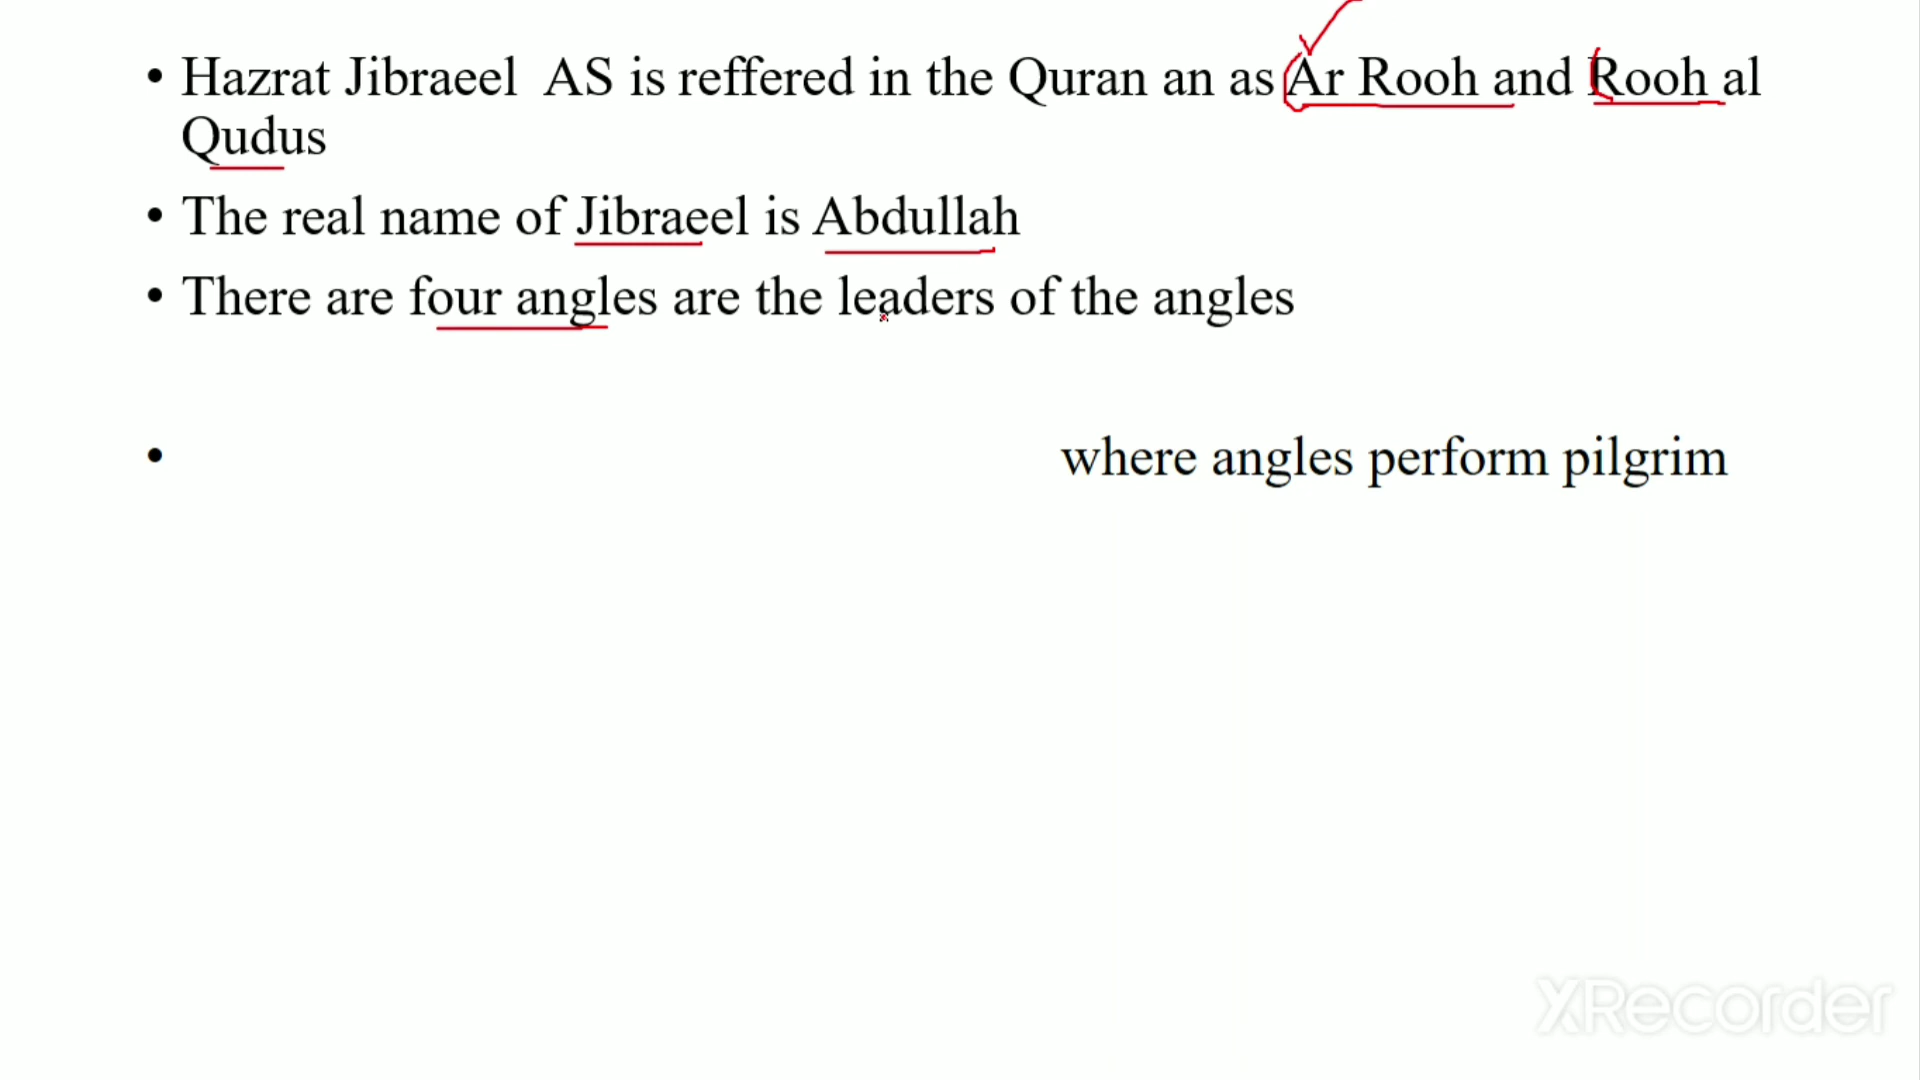 • Hazrat Jibraeel AS is reffered in the Quran an as Ar Rooh and Rooh al
Qudus
• The real name of Jibraeel is Abdullah
• There are four angles are the leaders of the angles
• where angles perform pilgrim
XRecorder